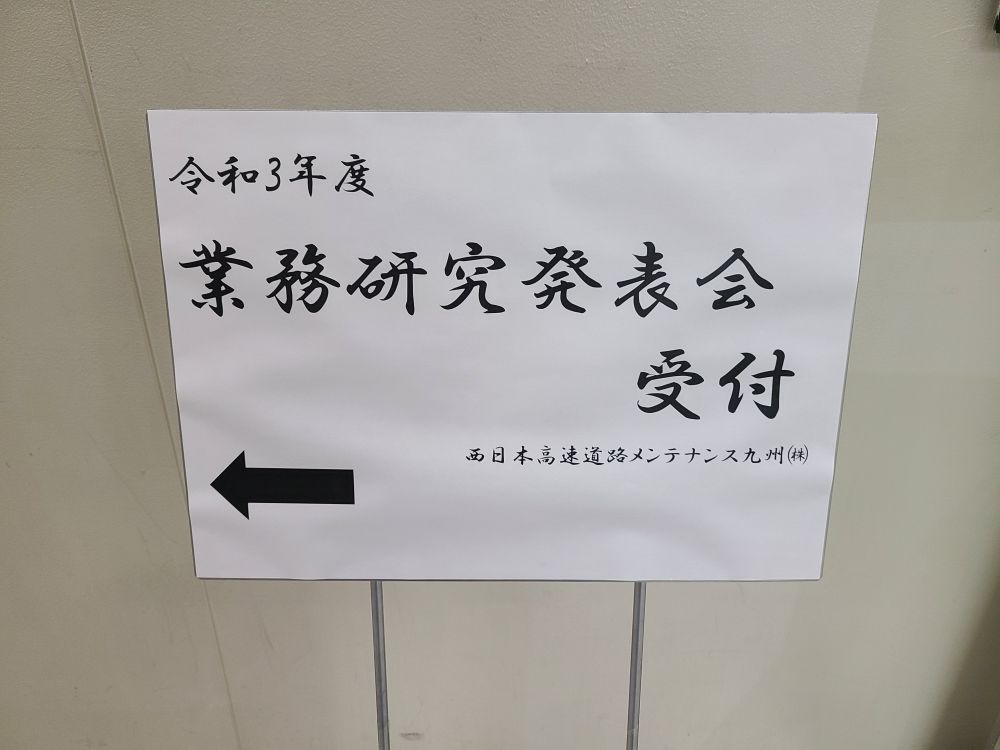 令和3年度
業務研究発表会
受付
西日本高速道路メンテナンス九州㈱